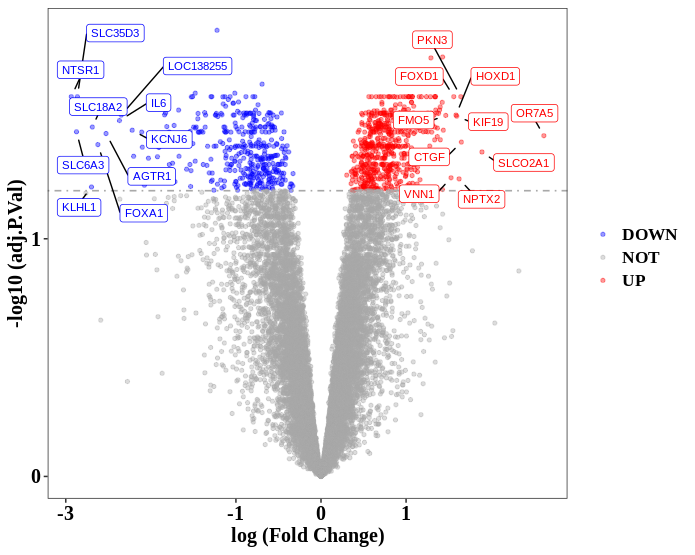 SLC35D3
PKN3
NTSR1
LOC138255
FOXD1
HOXD1
SLC18A2
IL6
OR7A5
FMO5
KIF19
KCNJ6
CTGF
SLCO2A1
SLC6A3
AGTR1
VNN1
NPTX2
KLHL1
FOXA1
-log10 (adj.P.Val)
1
0
-3
-1
0
1
log (Fold Change)
DOWN
NOT
UP